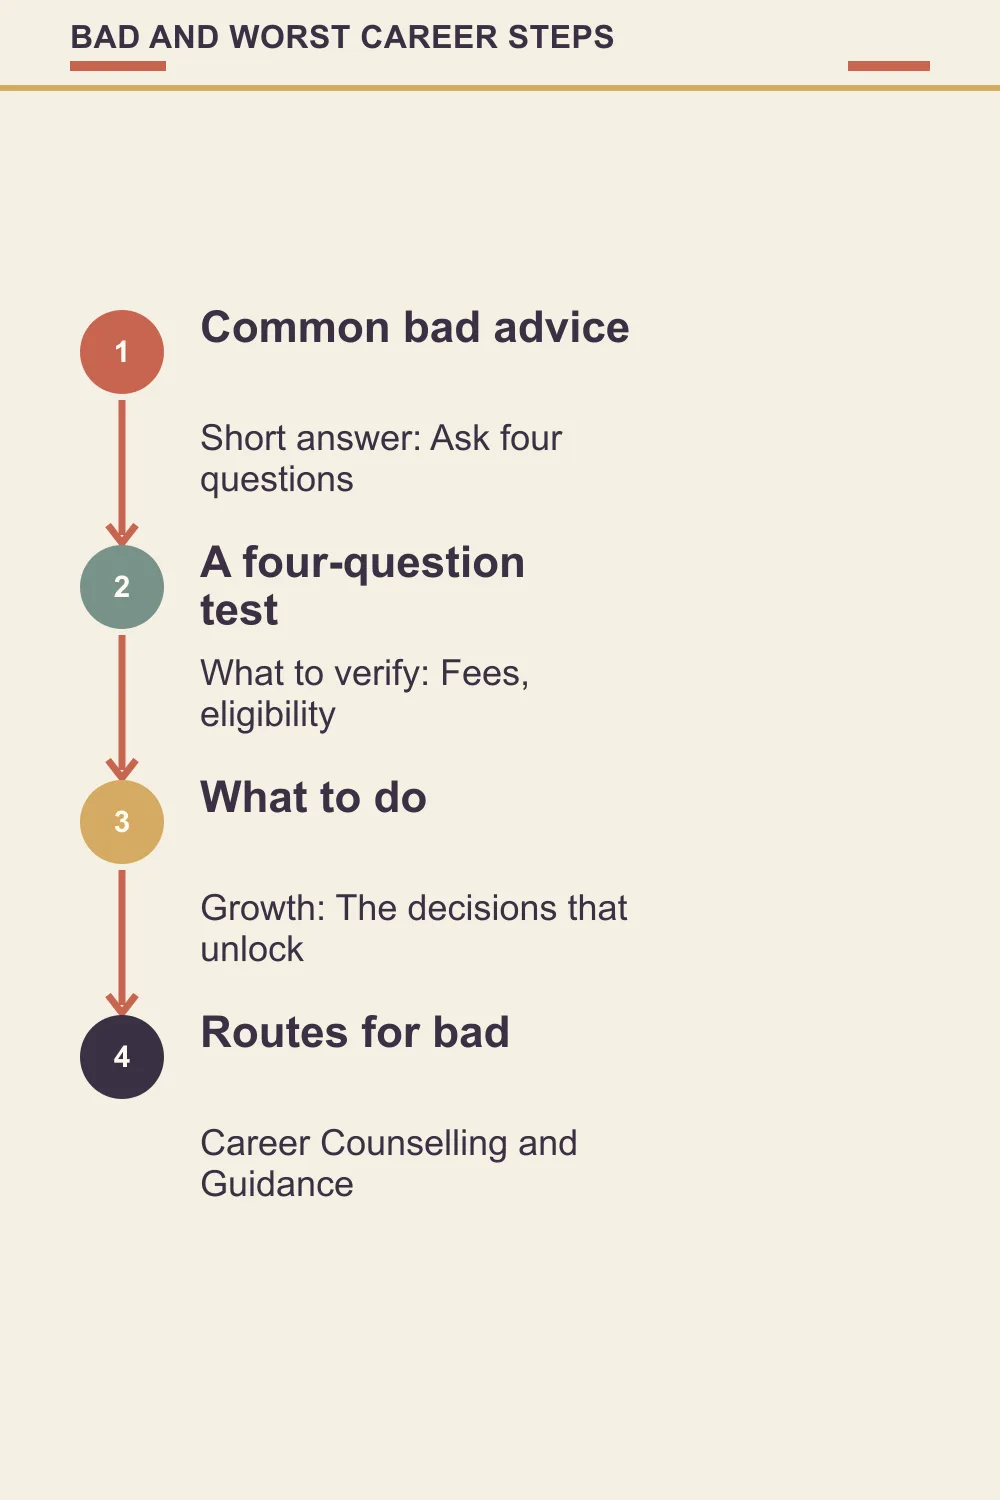 BAD AND WORST CAREER STEPS
1
Common bad advice
Short answer: Ask four
questions
2
A four-question
test
What to verify: Fees,
eligibility
3
What to do
Growth: The decisions that
unlock
4
Routes for bad
Career Counselling and
Guidance